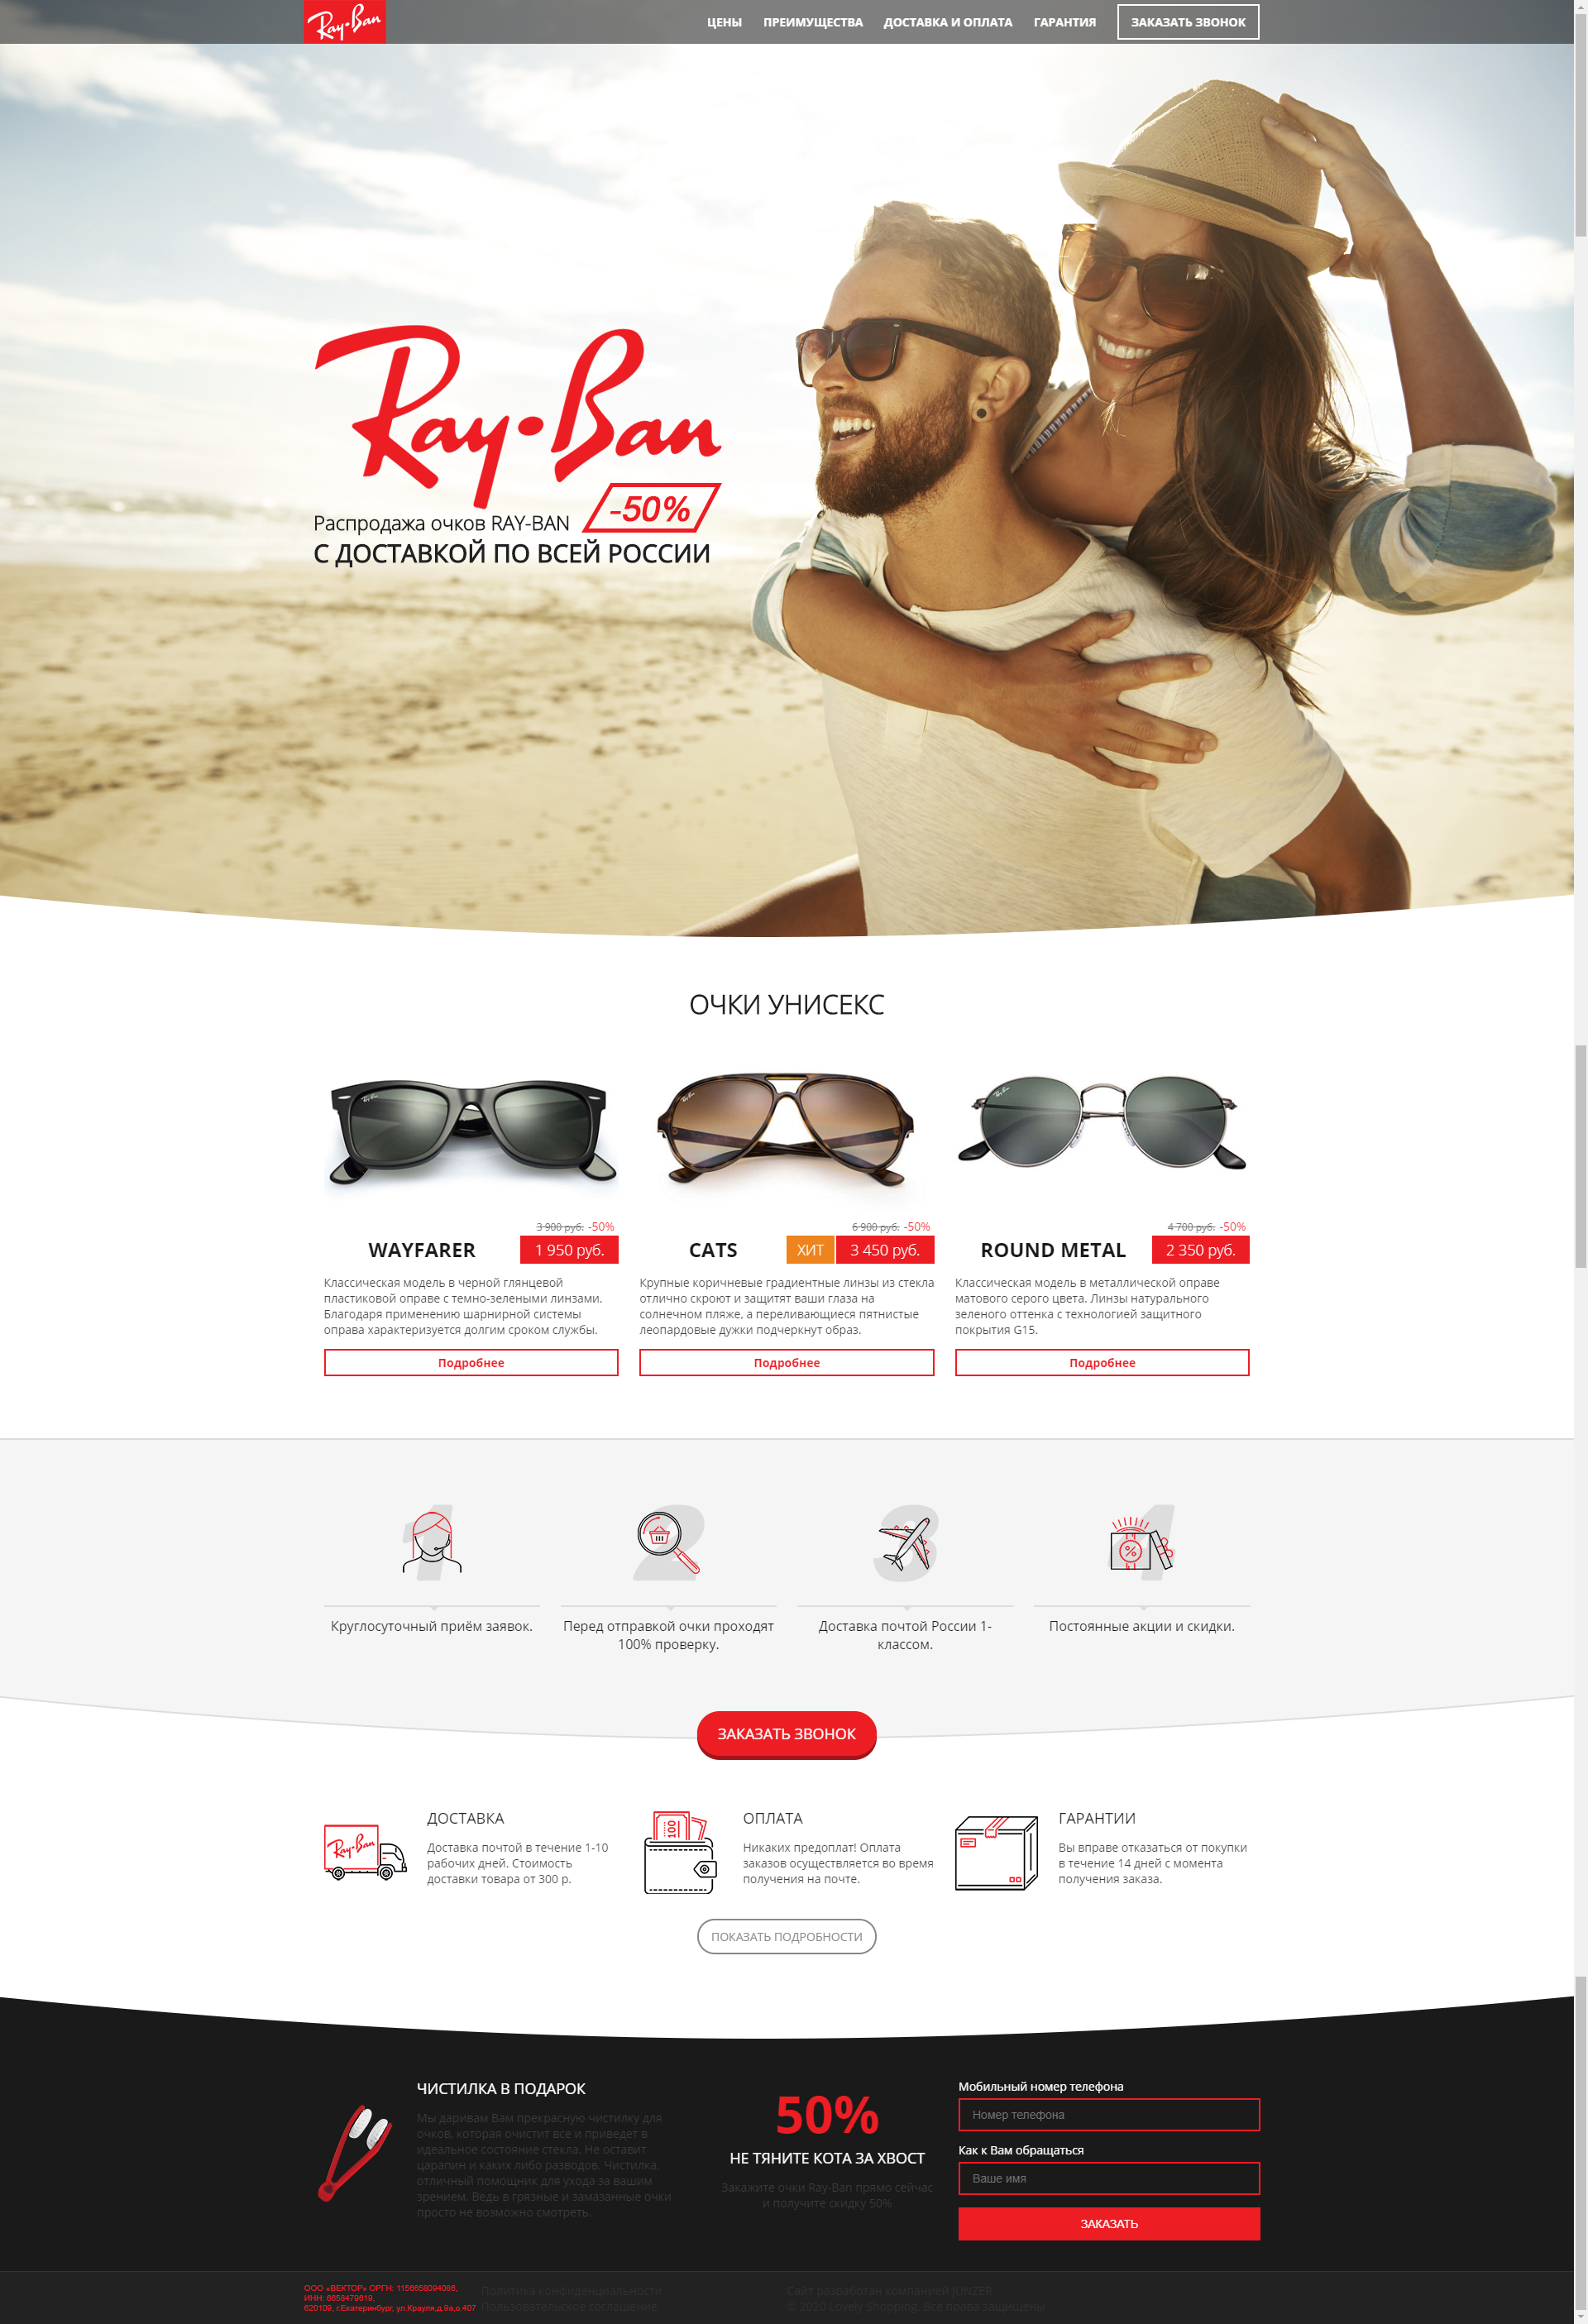 Ray-Ban
ЦЕНЫ
ПРЕИМУЩЕСТВА
ДОСТАВКА И ОПЛАТА
ГАРАНТИЯ
ЗАКАЗАТЬ ЗВОНОК
Ray-Ban
-50%
Распродажа очков RAY-BAN
С ДОСТАВКОЙ ПО ВСЕЙ РОССИИ
ОЧКИ УНИСЕКС
3 900 руб. -50%
WAYFARER
1 950 руб.
Классическая модель в черной глянцевой
пластиковой оправе с темно-зелеными линзами.
Благодаря применению шарнирной системы
оправа характеризуется долгим сроком службы.
Подробнее
6 900 руб. -50%
CATS
ХИТ
3 450 руб.
Крупные коричневые градиентные линзы из стекла
отлично скроют и защитят ваши глаза на
солнечном пляже, а переливающиеся пятнистые
леопардовые дужки подчеркнут образ.
Подробнее
4 700 руб. -50%
ROUND METAL
2 350 руб.
Классическая модель в металлической оправе
матового серого цвета. Линзы натурального
зеленого оттенка с технологией защитного
покрытия G15.
Подробнее
1
Круглосуточный приём заявок.
2
Перед отправкой очки проходят
100% проверку.
3
Доставка почтой России 1-
классом.
4
Постоянные акции и скидки.
ЗАКАЗАТЬ ЗВОНОК
Ray-Ban
ДОСТАВКА
Доставка почтой в течение 1-10
рабочих дней. Стоимость
доставки товара от 300 р.
100
ОПЛАТА
Никаких предоплат! Оплата
заказов осуществляется во время
получения на почте.
ГАРАНТИИ
Вы вправе отказаться от покупки
в течение 14 дней с момента
получения заказа.
ПОКАЗАТЬ ПОДРОБНОСТИ
ЧИСТИЛКА В ПОДАРОК
Мы даривам Вам прекрасную чистилку для
очков, которая очистит все и приведет в
идеальное состояние стекла. Не оставит
царапин и каких либо разводов. Чистилка,
отличный помощник для ухода за вашим
зрением. Ведь в грязные и замазанные очки
просто не возможно смотреть.
50%
НЕ ТЯНИТЕ КОТА ЗА ХВОСТ
Закажите очки Ray-Ban прямо сейчас
и получите скидку 50%
Мобильный номер телефона
Номер телефона
Как к Вам обращаться
Ваше имя
ЗАКАЗАТЬ
ООО «ВЕКТОР» ОРГН: 1156658094086,
ИНН: 6658479619,
620109, г.Екатеринбург, ул.Крауля,д.9а,о.407
Политика конфиденциальности
Пользовательское соглашение
Сайт разработан компанией JUNZER
© 2020 Lovely Shopping. Все права защищены